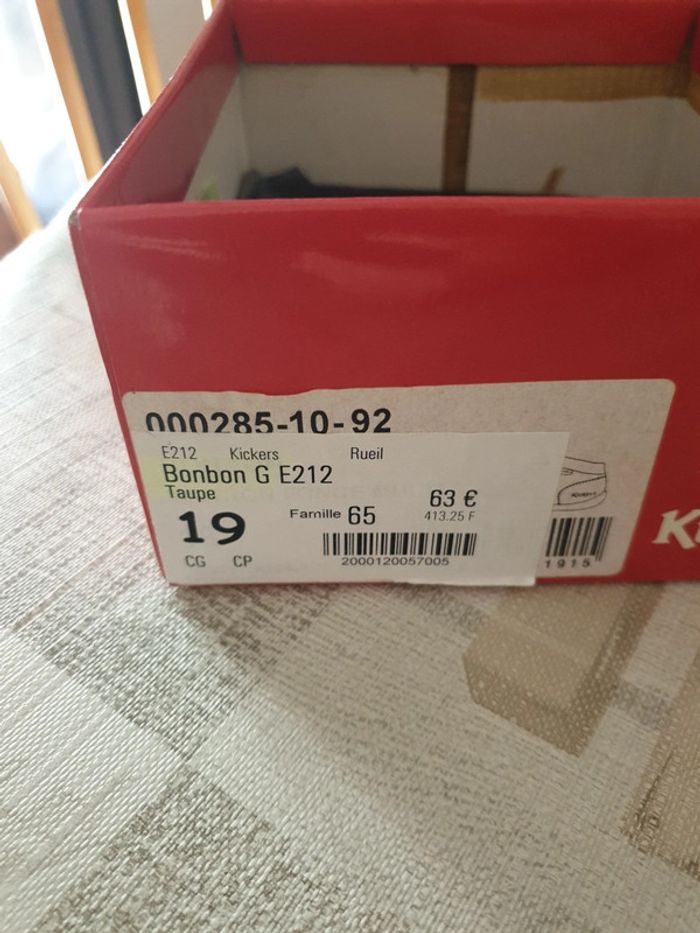 000285-10-92
E212 Kickers Rueil
Bonbon G E212
Taupe
63 €
19 Famille 65 413.25 F
CG CP
2000120057005
1915